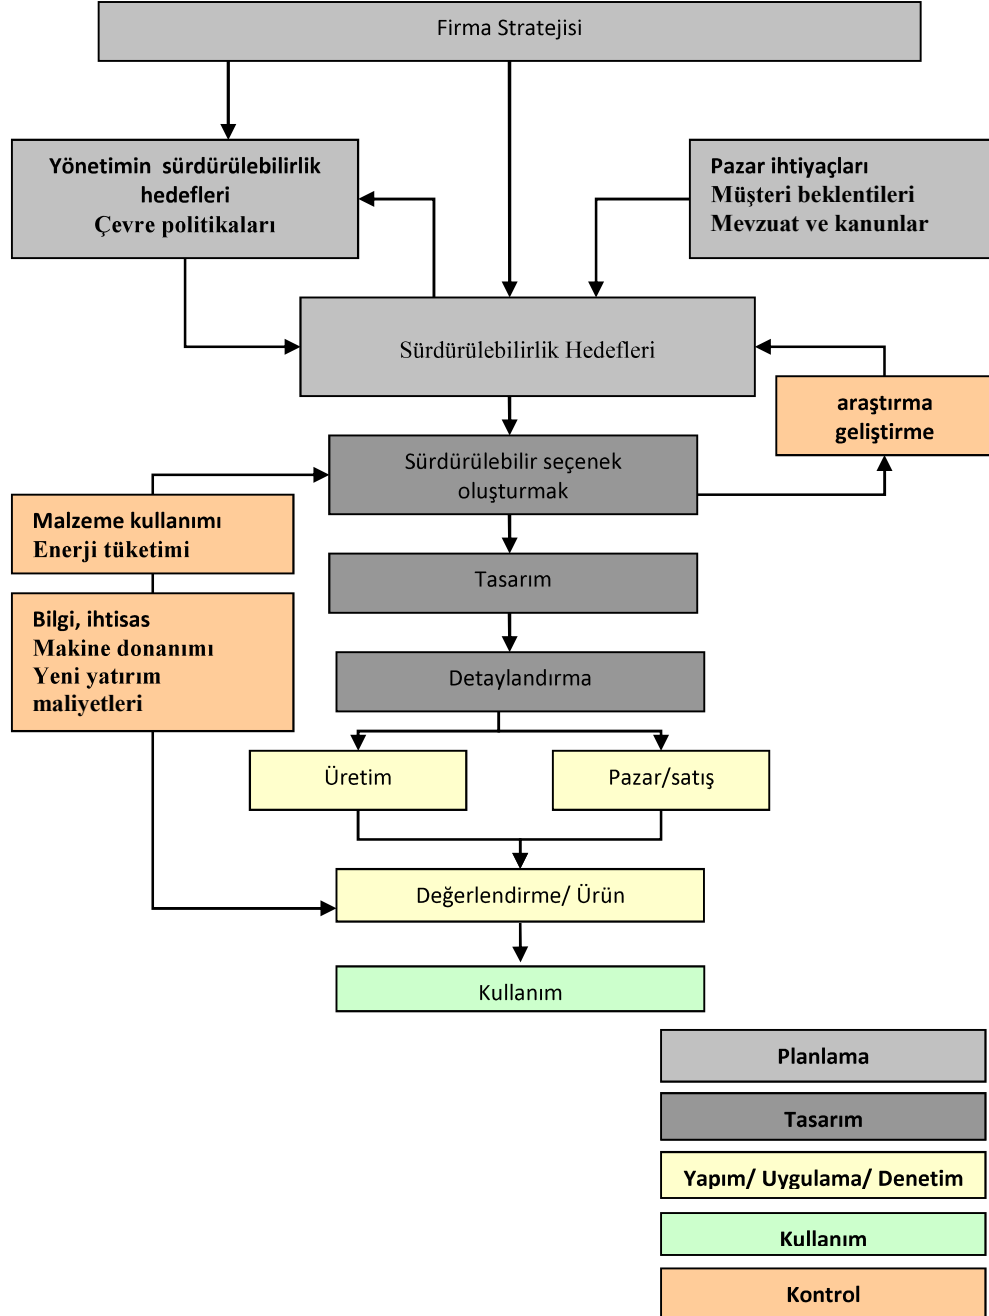 Firma Stratejisi
Yönetimin sürdürülebilirlik
hedefleri
Çevre politikaları
Pazar ihtiyaçları
Müşteri beklentileri
Mevzuat ve kanunlar
Sürdürülebilirlik Hedefleri
araştırma
geliştirme
Sürdürülebilir seçenek
oluşturmak
Malzeme kullanımı
Enerji tüketimi
Tasarım
Bilgi, ihtisas
Makine donanımı
Yeni yatırım
maliyetleri
Detaylandırma
Üretim
Pazar/satış
Değerlendirme/ Ürün
Kullanım
Planlama
Tasarım
Yapım/ Uygulama/ Denetim
Kullanım
Kontrol